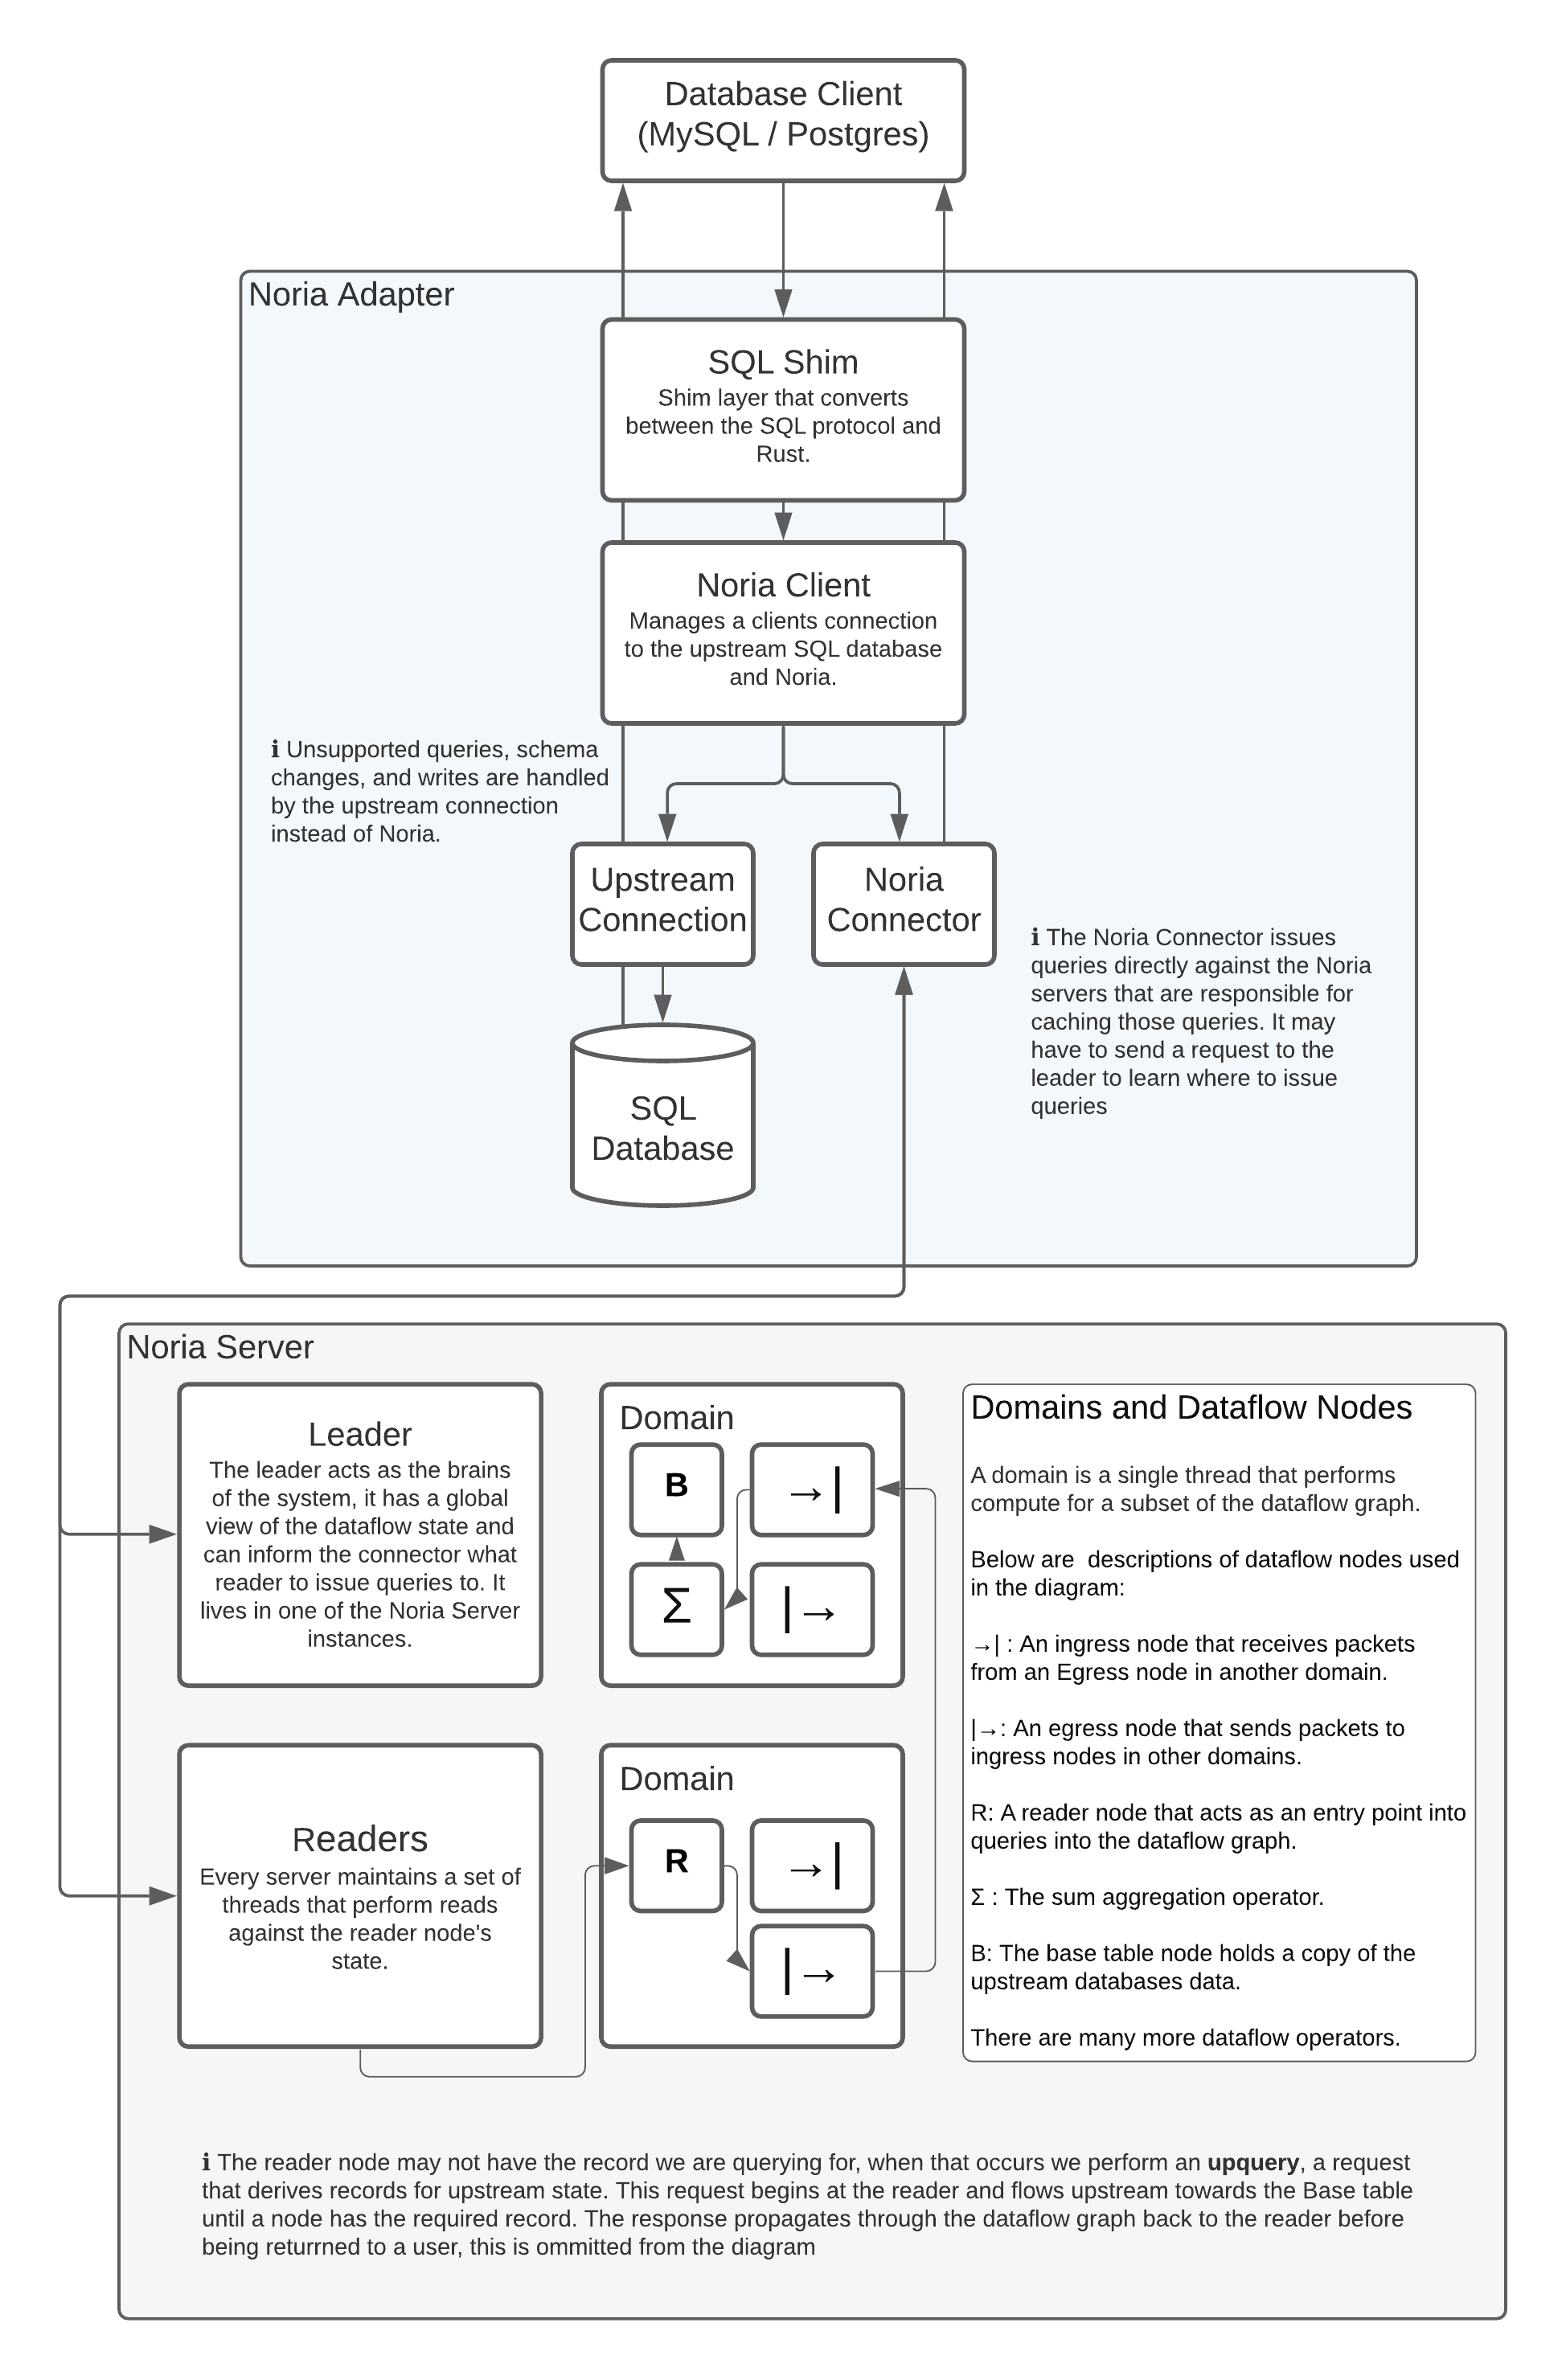 Database Client
(MySQL / Postgres)
Noria Adapter
SQL Shim
Shim layer that converts
between the SQL protocol and
Rust.
Noria Client
Manages a clients connection
to the upstream SQL database
and Noria.
ℹ Unsupported queries, schema
changes, and writes are handled
by the upstream connection
instead of Noria.
Upstream
Connection
Noria
Connector
ℹ The Noria Connector issues
queries directly against the Noria
servers that are responsible for
caching those queries. It may
have to send a request to the
leader to learn where to issue
queries
SQL
Database
Noria Server
Leader
The leader acts as the brains
of the system, it has a global
view of the dataflow state and
can inform the connector what
reader to issue queries to. It
lives in one of the Noria Server
instances.
Domain
B
→|
Σ
|→
Readers
Every server maintains a set of
threads that perform reads
against the reader node's
state.
Domain
R
→|
|→
Domains and Dataflow Nodes
A domain is a single thread that performs
compute for a subset of the dataflow graph.
Below are  descriptions of dataflow nodes used
in the diagram:
→| : An ingress node that receives packets
from an Egress node in another domain.
|→: An egress node that sends packets to
ingress nodes in other domains.
R: A reader node that acts as an entry point into
queries into the dataflow graph.
Σ : The sum aggregation operator.
B: The base table node holds a copy of the
upstream databases data.
There are many more dataflow operators.
ℹ The reader node may not have the record we are querying for, when that occurs we perform an upquery, a request
that derives records for upstream state. This request begins at the reader and flows upstream towards the Base table
until a node has the required record. The response propagates through the dataflow graph back to the reader before
being returrned to a user, this is ommitted from the diagram